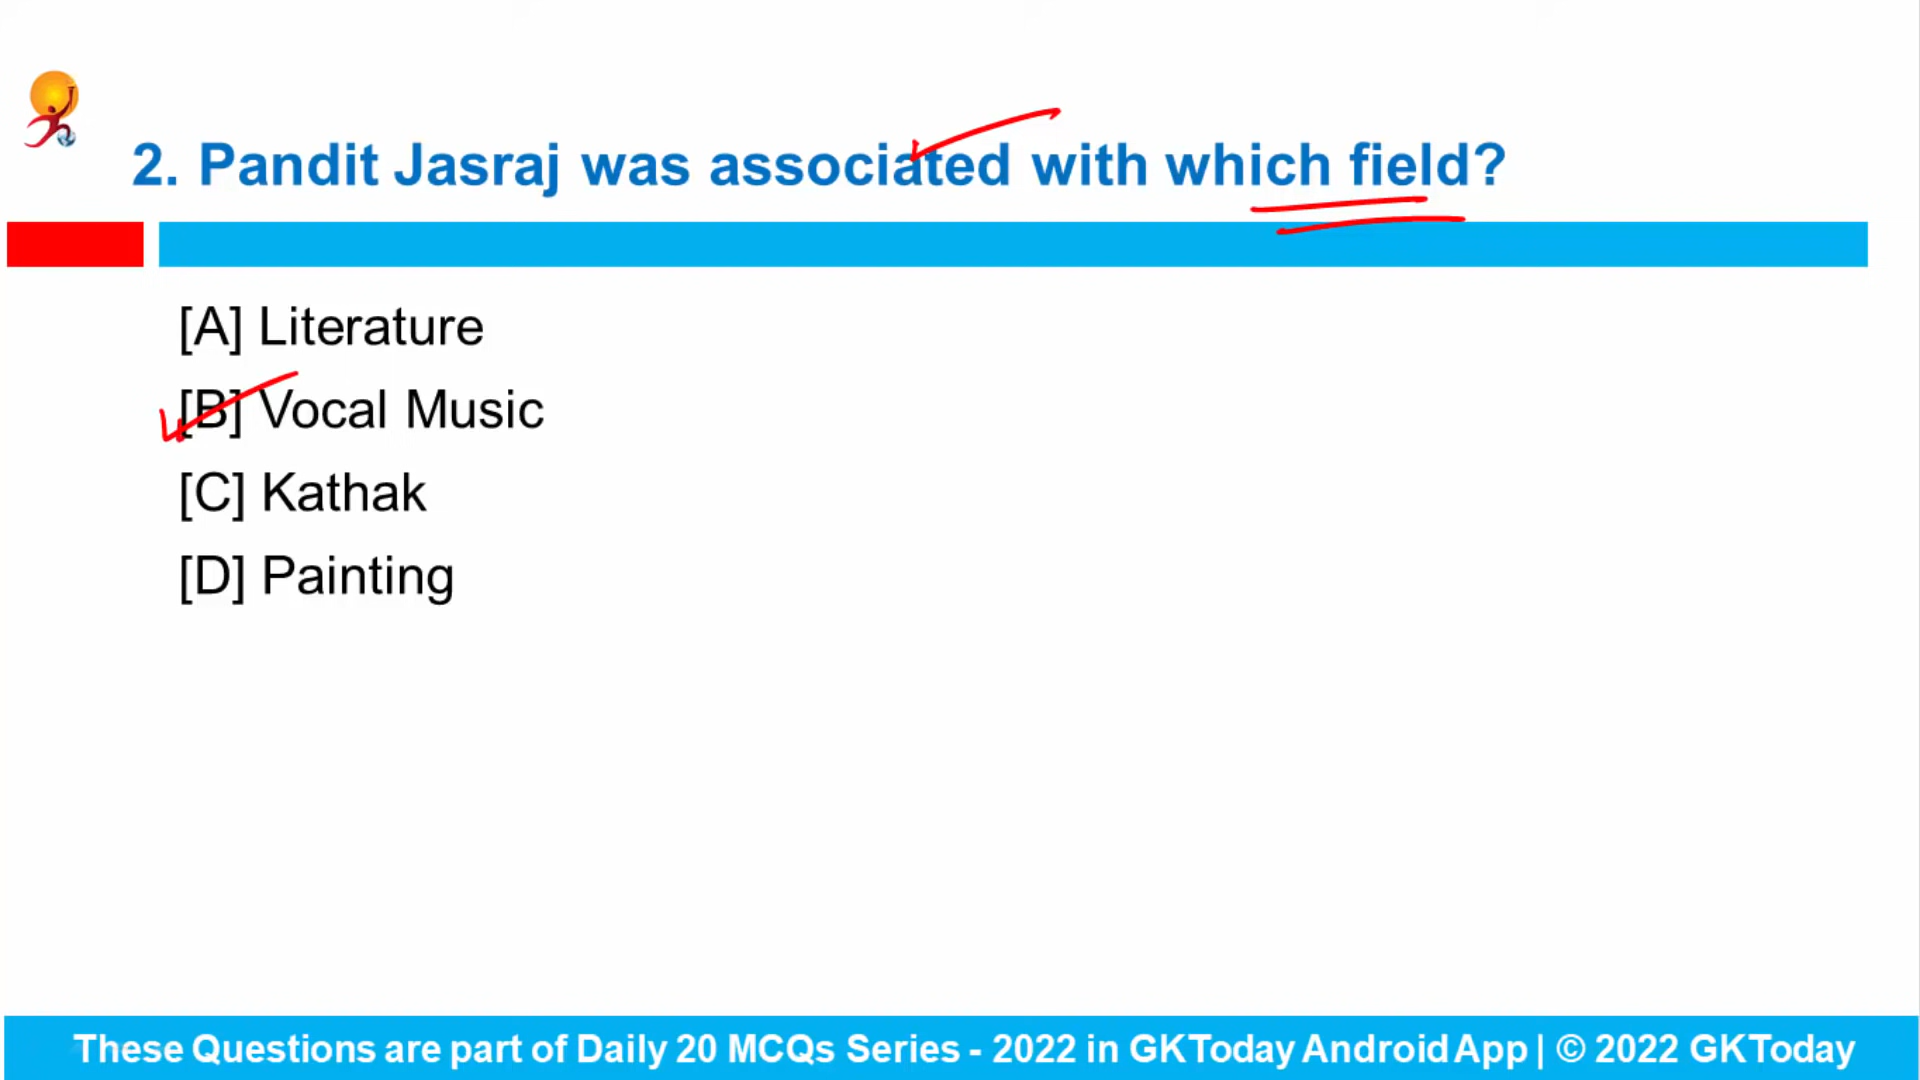 2. Pandit Jasraj was associated with which field?
[A] Literature
[B] Vocal Music
[C] Kathak
[D] Painting
These Questions are part of Daily 20 MCQs Series - 2022 in GKToday Android App | © 2022 GKToday